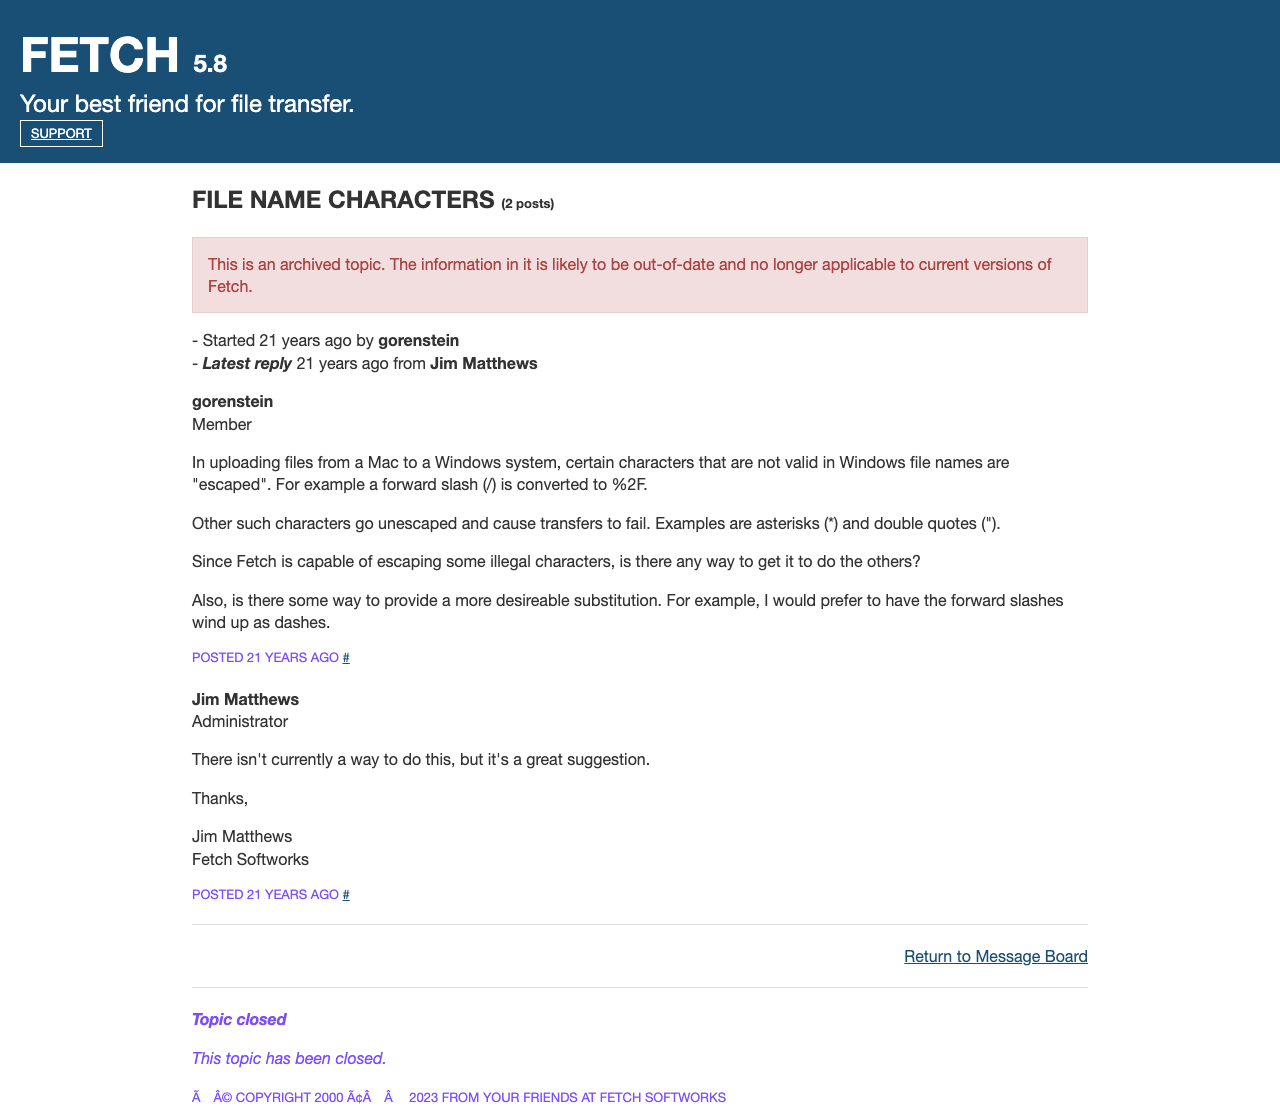 FETCH 5.8
Your best friend for file transfer.
SUPPORT
FILE NAME CHARACTERS (2 posts)
This is an archived topic. The information in it is likely to be out-of-date and no longer applicable to current versions of
Fetch.
- Started 21 years ago by gorenstein
- Latest reply 21 years ago from Jim Matthews
gorenstein
Member
In uploading files from a Mac to a Windows system, certain characters that are not valid in Windows file names are
"escaped". For example a forward slash (/) is converted to %2F.
Other such characters go unescaped and cause transfers to fail. Examples are asterisks (*) and double quotes (").
Since Fetch is capable of escaping some illegal characters, is there any way to get it to do the others?
Also, is there some way to provide a more desireable substitution. For example, I would prefer to have the forward slashes
wind up as dashes.
POSTED 21 YEARS AGO #
Jim Matthews
Administrator
There isn't currently a way to do this, but it's a great suggestion.
Thanks,
Jim Matthews
Fetch Softworks
POSTED 21 YEARS AGO #
Return to Message Board
Topic closed
This topic has been closed.
Ã Â© COPYRIGHT 2000 Ã¢Â Â 2023 FROM YOUR FRIENDS AT FETCH SOFTWORKS